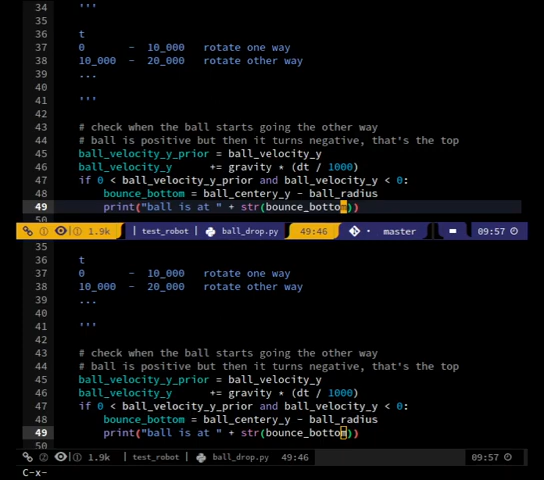 34 '''
35
36 t
37 0 - 10_000 rotate one way
38 10_000 - 20_000 rotate other way
39 ...
40
41 '''
42
43 # check when the ball starts going the other way
44 # ball is positive but then it turns negative, that's the top
45 ball_velocity_y_prior = ball_velocity_y
46 ball_velocity_y += gravity * (dt / 1000)
47 if 0 < ball_velocity_y_prior and ball_velocity_y < 0:
48 bounce_bottom = ball_centery_y - ball_radius
49 print("ball is at " + str(bounce_bottom))
50
① 1.9k | test_robot | ball_drop.py 49:46 master 09:57
35
36 t
37 0 - 10_000 rotate one way
38 10_000 - 20_000 rotate other way
39 ...
40
41 '''
42
43 # check when the ball starts going the other way
44 # ball is positive but then it turns negative, that's the top
45 ball_velocity_y_prior = ball_velocity_y
46 ball_velocity_y += gravity * (dt / 1000)
47 if 0 < ball_velocity_y_prior and ball_velocity_y < 0:
48 bounce_bottom = ball_centery_y - ball_radius
49 print("ball is at " + str(bounce_bottom))
50
② 1.9k | test_robot | ball_drop.py 49:46 09:57
C-x-